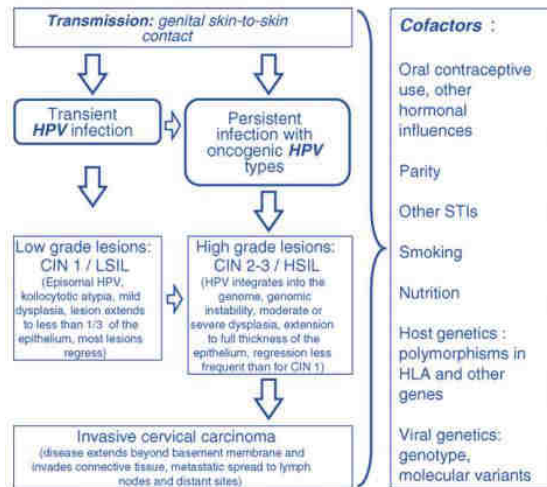 Transmission: genital skin-to-skin
contact
Transient
HPV infection
Persistent
infection with
oncogenic HPV
types
Low grade lesions:
CIN 1 / LSIL
(Episomal HPV,
koilocytotic atypia, mild
dysplasia, lesion extends
to less than 1/3 of the
epithelium, most lesions
regress)
High grade lesions:
CIN 2-3 / HSIL
(HPV integrates into the
genome, genomic
instability, moderate or
severe dysplasia, extension
to full thickness of the
epithelium, regression less
frequent than for CIN 1)
Invasive cervical carcinoma
(disease extends beyond basement membrane and
invades connective tissue, metastatic spread to lymph
nodes and distant sites)
Cofactors :
Oral contraceptive
use, other
hormonal
influences
Parity
Other STIs
Smoking
Nutrition
Host genetics :
polymorphisms in
HLA and other
genes
Viral genetics:
genotype,
molecular variants